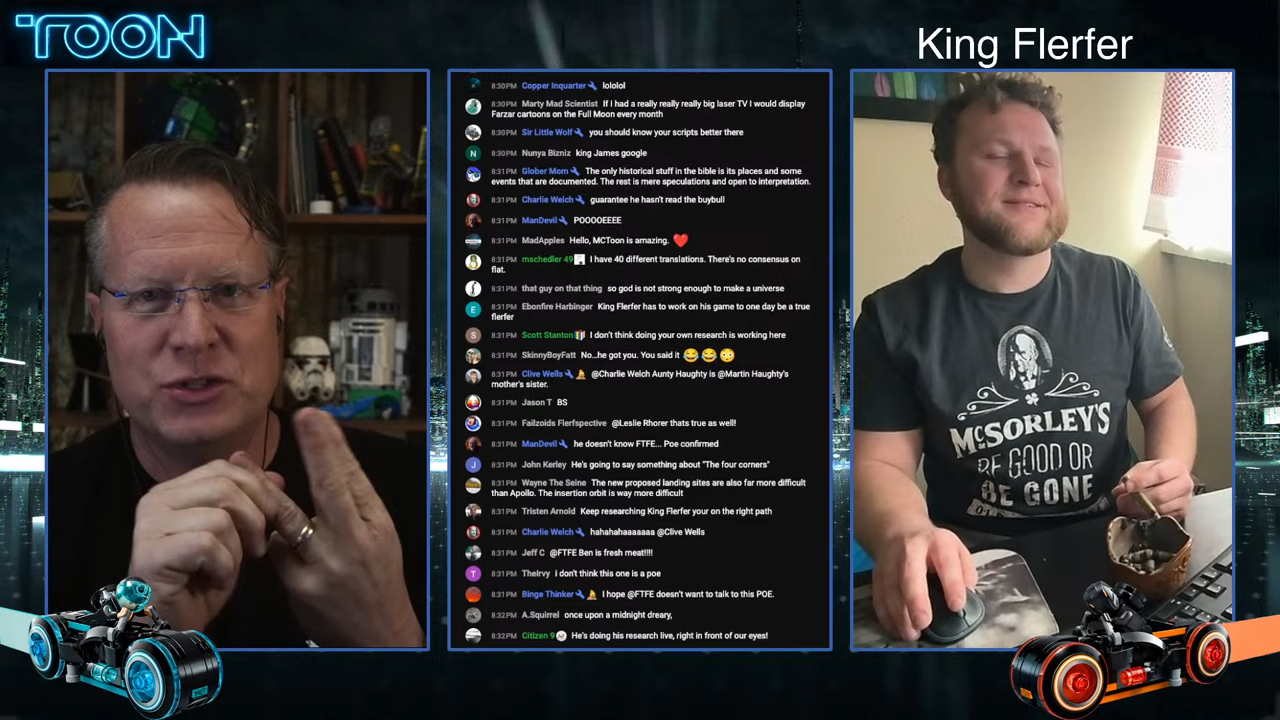 TOON
King Flerfer
8:30PM Copper Inquarter lololol
8:30PM Marty Mad Scientist If I had a really really really big laser TV I would display
Farzar cartoons on the Full Moon every month
8:30PM Sir Little Wolf you should know your scripts better there
N 8:30PM Nunya Bizniz king James google
8:31PM Glober Mom The only historical stuff in the bible is its places and some
events that are documented. The rest is mere speculations and open to interpretation.
8:31PM Charlie Welch guarantee he hasn't read the buybull
8:31PM ManDevil POOOOEEEE
8:31PM MadApples Hello, MCToon is amazing. ❤️
8:31PM mschedler 49 I have 40 different translations. There's no consensus on
flat.
8:31PM that guy on that thing so god is not strong enough to make a universe
E 8:31PM Ebonfire Harbinger King Flerfer has to work on his game to one day be a true
flerfer
S 8:31PM Scott Stanton I don't think doing your own research is working here
8:31PM SkinnyBoyFatt No...he got you. You said it 😂😂😳
8:31PM Clive Wells @Charlie Welch Aunty Haughty is @Martin Haughty's
mother's sister.
8:31PM Jason T BS
8:31PM Failzoids Flerfspective @Leslie Rhorer thats true as well!
8:31PM ManDevil he doesn't know FTFE... Poe confirmed
J 8:31PM John Kerley He's going to say something about "The four corners"
8:31PM Wayne The Seine The new proposed landing sites are also far more difficult
than Apollo. The insertion orbit is way more difficult
8:31PM Tristen Arnold Keep researching King Flerfer your on the right path
8:31PM Charlie Welch hahahahaaaaaaa @Clive Wells
8:31PM Jeff C @FTFE Ben is fresh meat!!!!
T 8:31PM TheIrvy i don't think this one is a poe
8:31PM Binge Thinker I hope @FTFE doesn't want to talk to this POE.
8:32PM A.Squirrel once upon a midnight dreary,
8:32PM Citizen 9 He's doing his research live, right in front of our eyes!
McSORLEY'S
BE GOOD OR
BE GONE